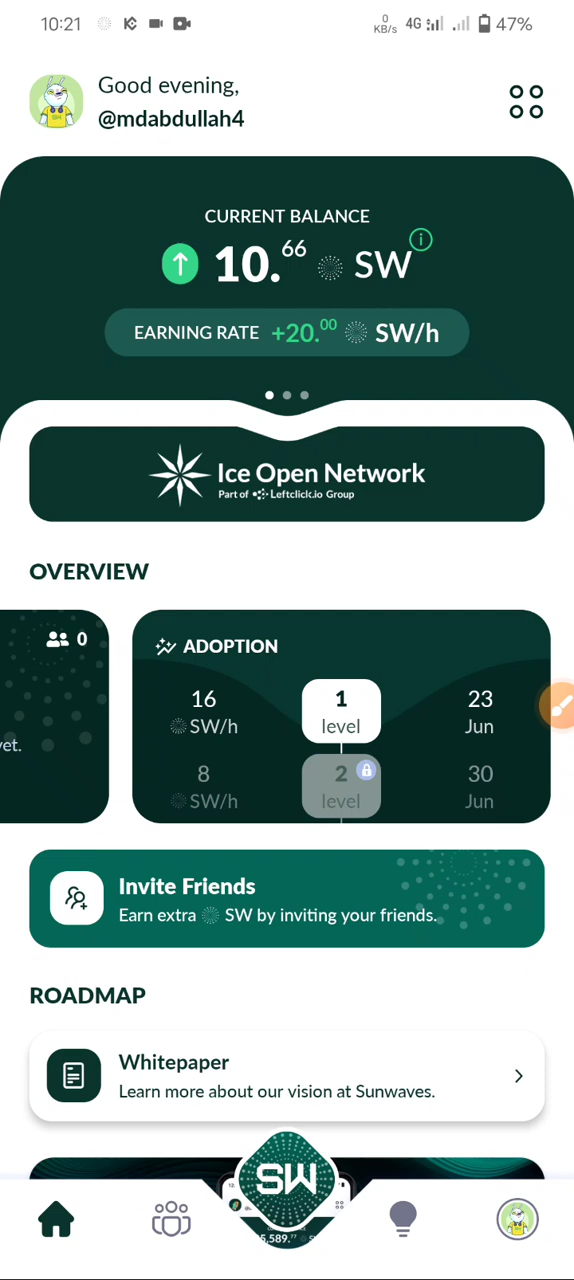 10:21
0
KB/s
4G
47%
Good evening,
@mdabdullah4
CURRENT BALANCE
10.66 SW
EARNING RATE +20.00 SW/h
Ice Open Network
Part of Leftclick.io Group
OVERVIEW
0
yet.
ADOPTION
16 1 23
SW/h level Jun
8 2 30
SW/h level Jun
Invite Friends
Earn extra SW by inviting your friends.
ROADMAP
Whitepaper
Learn more about our vision at Sunwaves.
SW